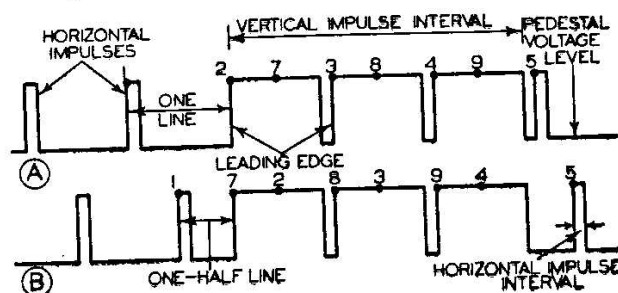 VERTICAL IMPULSE INTERVAL
HORIZONTAL
IMPULSES
PEDESTAL
VOLTAGE
LEVEL
2 7 3 8 4 9 5
ONE
LINE
LEADING EDGE
A
1 7 2 8 3 9 4 5
B
ONE-HALF LINE
HORIZONTAL IMPULSE
INTERVAL